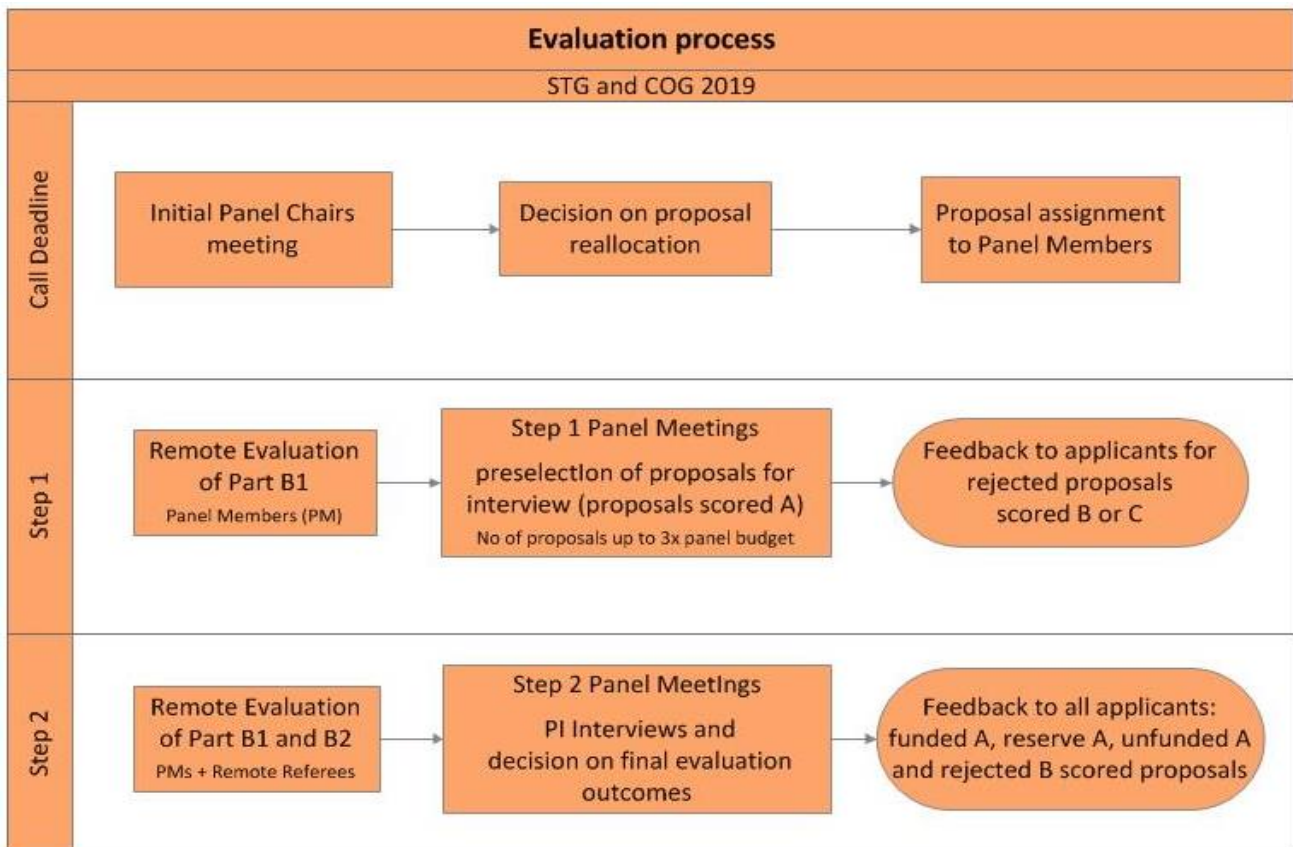 Evaluation process
STG and COG 2019
Call Deadline
Initial Panel Chairs
meeting
Decision on proposal
reallocation
Proposal assignment
to Panel Members
Step 1
Remote Evaluation
of Part B1
Panel Members (PM)
Step 1 Panel Meetings
preselectIon of proposals for
interview (proposals scored A)
No of proposals up to 3x panel budget
Feedback to applicants for
rejected proposals
scored B or C
Step 2
Remote Evaluation
of Part B1 and B2
PMs + Remote Referees
Step 2 Panel MeetIngs
PI Interviews and
decision on final evaluation
outcomes
Feedback to all applicants:
funded A, reserve A, unfunded A
and rejected B scored proposals